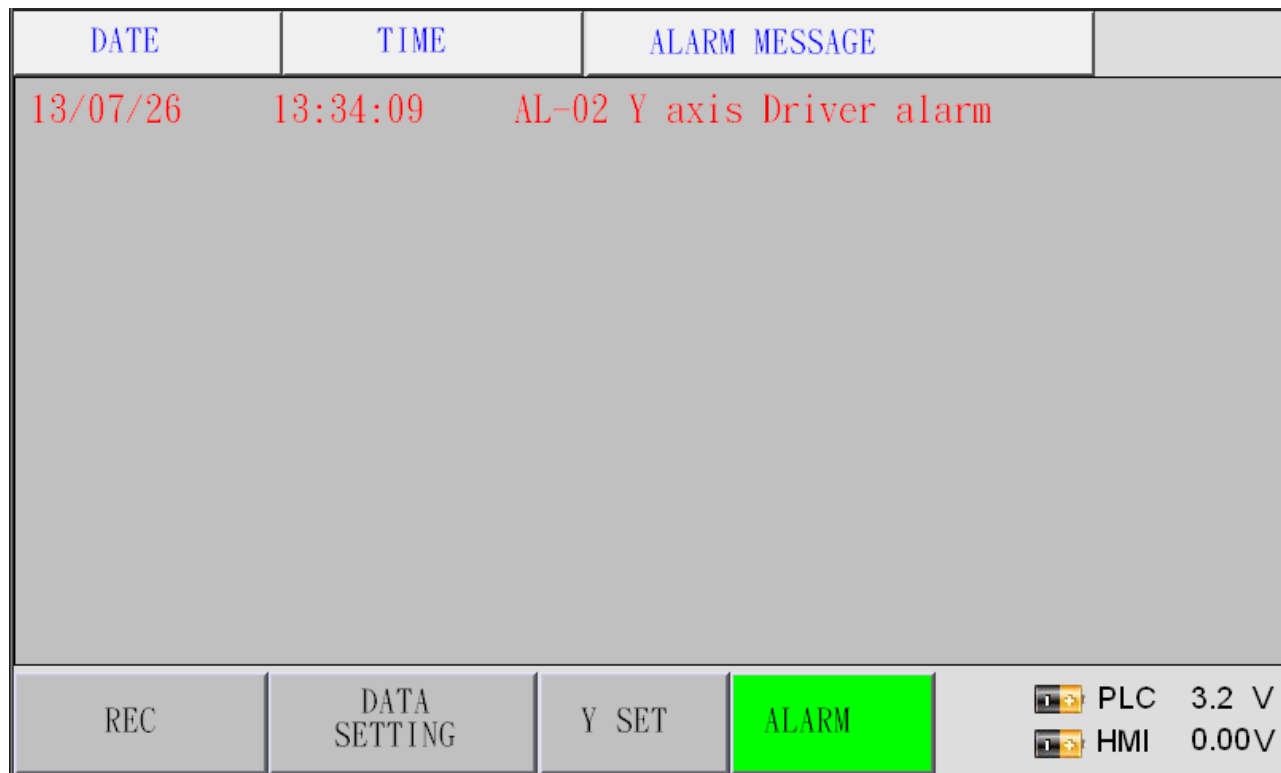 DATE TIME ALARM MESSAGE
13/07/26 13:34:09 AL-02 Y axis Driver alarm
REC
DATA
SETTING
Y SET
ALARM
PLC 3.2 V
HMI 0.00V